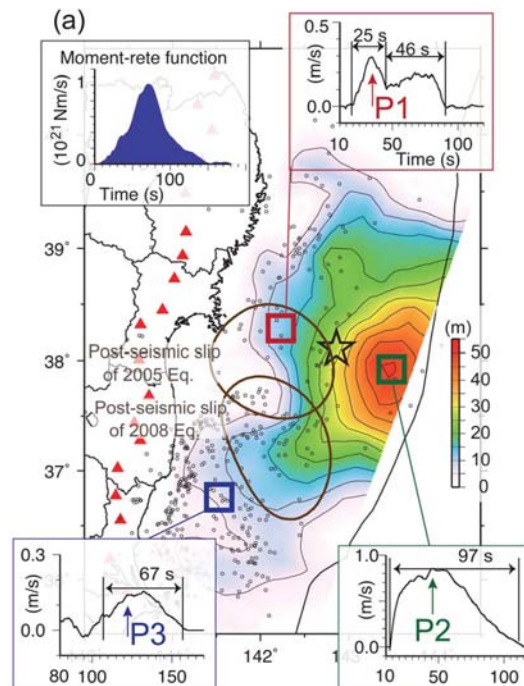 (a)
Moment-rete function
(10²¹ Nm/s)
1
0
0 100
Time (s)
25 s 46 s
(m/s)
0.5
0.0
P1
10 50 100
Time (s)
39°
38°
37°
Post-seismic slip
of 2005 Eq.
Post-seismic slip
of 2008 Eq.
(m)
50
40
30
20
10
0
0.3
(m/s)
0.0
67 s
P3
80 100 150
142°
143
1.0
(m/s)
0.0
97 s
P2
10 50 100